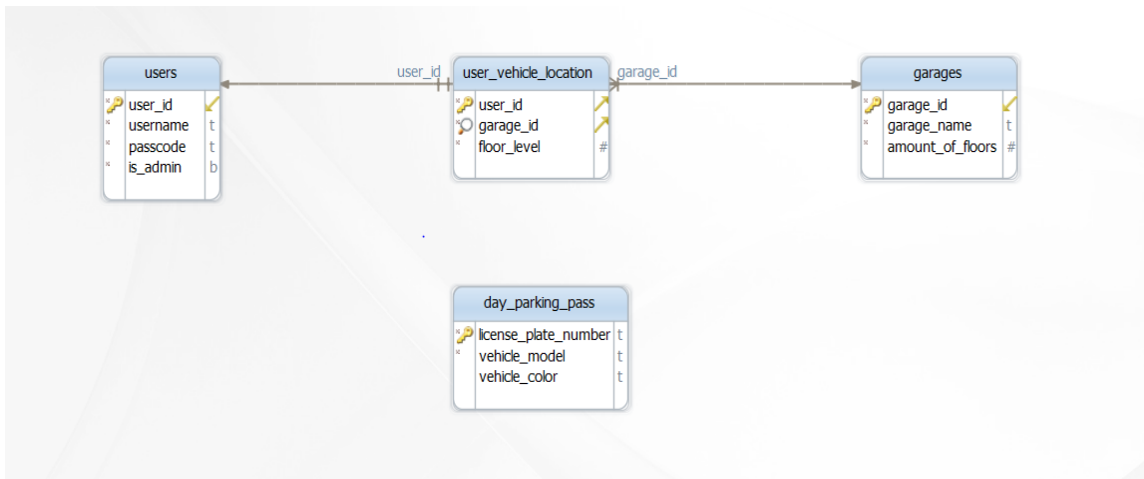 users
user_id
username t
passcode t
is_admin b
user_id
user_vehicle_location
user_id
garage_id
floor_level #
garage_id
garages
garage_id
garage_name t
amount_of_floors #
day_parking_pass
license_plate_number t
vehicle_model t
vehicle_color t